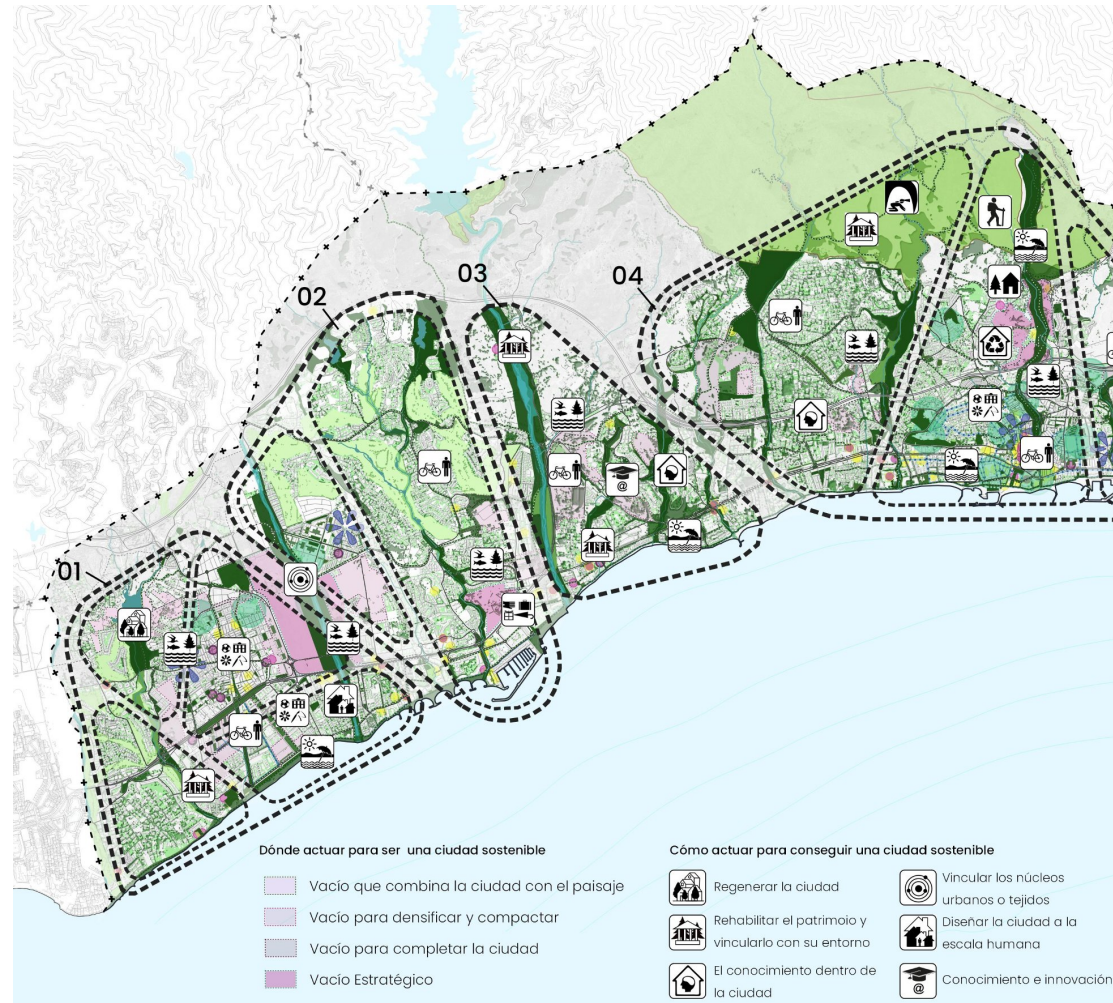 01
02
03
04
Dónde actuar para ser una ciudad sostenible
Vacío que combina la ciudad con el paisaje
Vacío para densificar y compactar
Vacío para completar la ciudad
Vacío Estratégico
Cómo actuar para conseguir una ciudad sostenible
Regenerar la ciudad
Rehabilitar el patrimoio y
vincularlo con su entorno
El conocimiento dentro de
la ciudad
Vincular los núcleos
urbanos o tejidos
Diseñar la ciudad a la
escala humana
@ Conocimiento e innovación
@